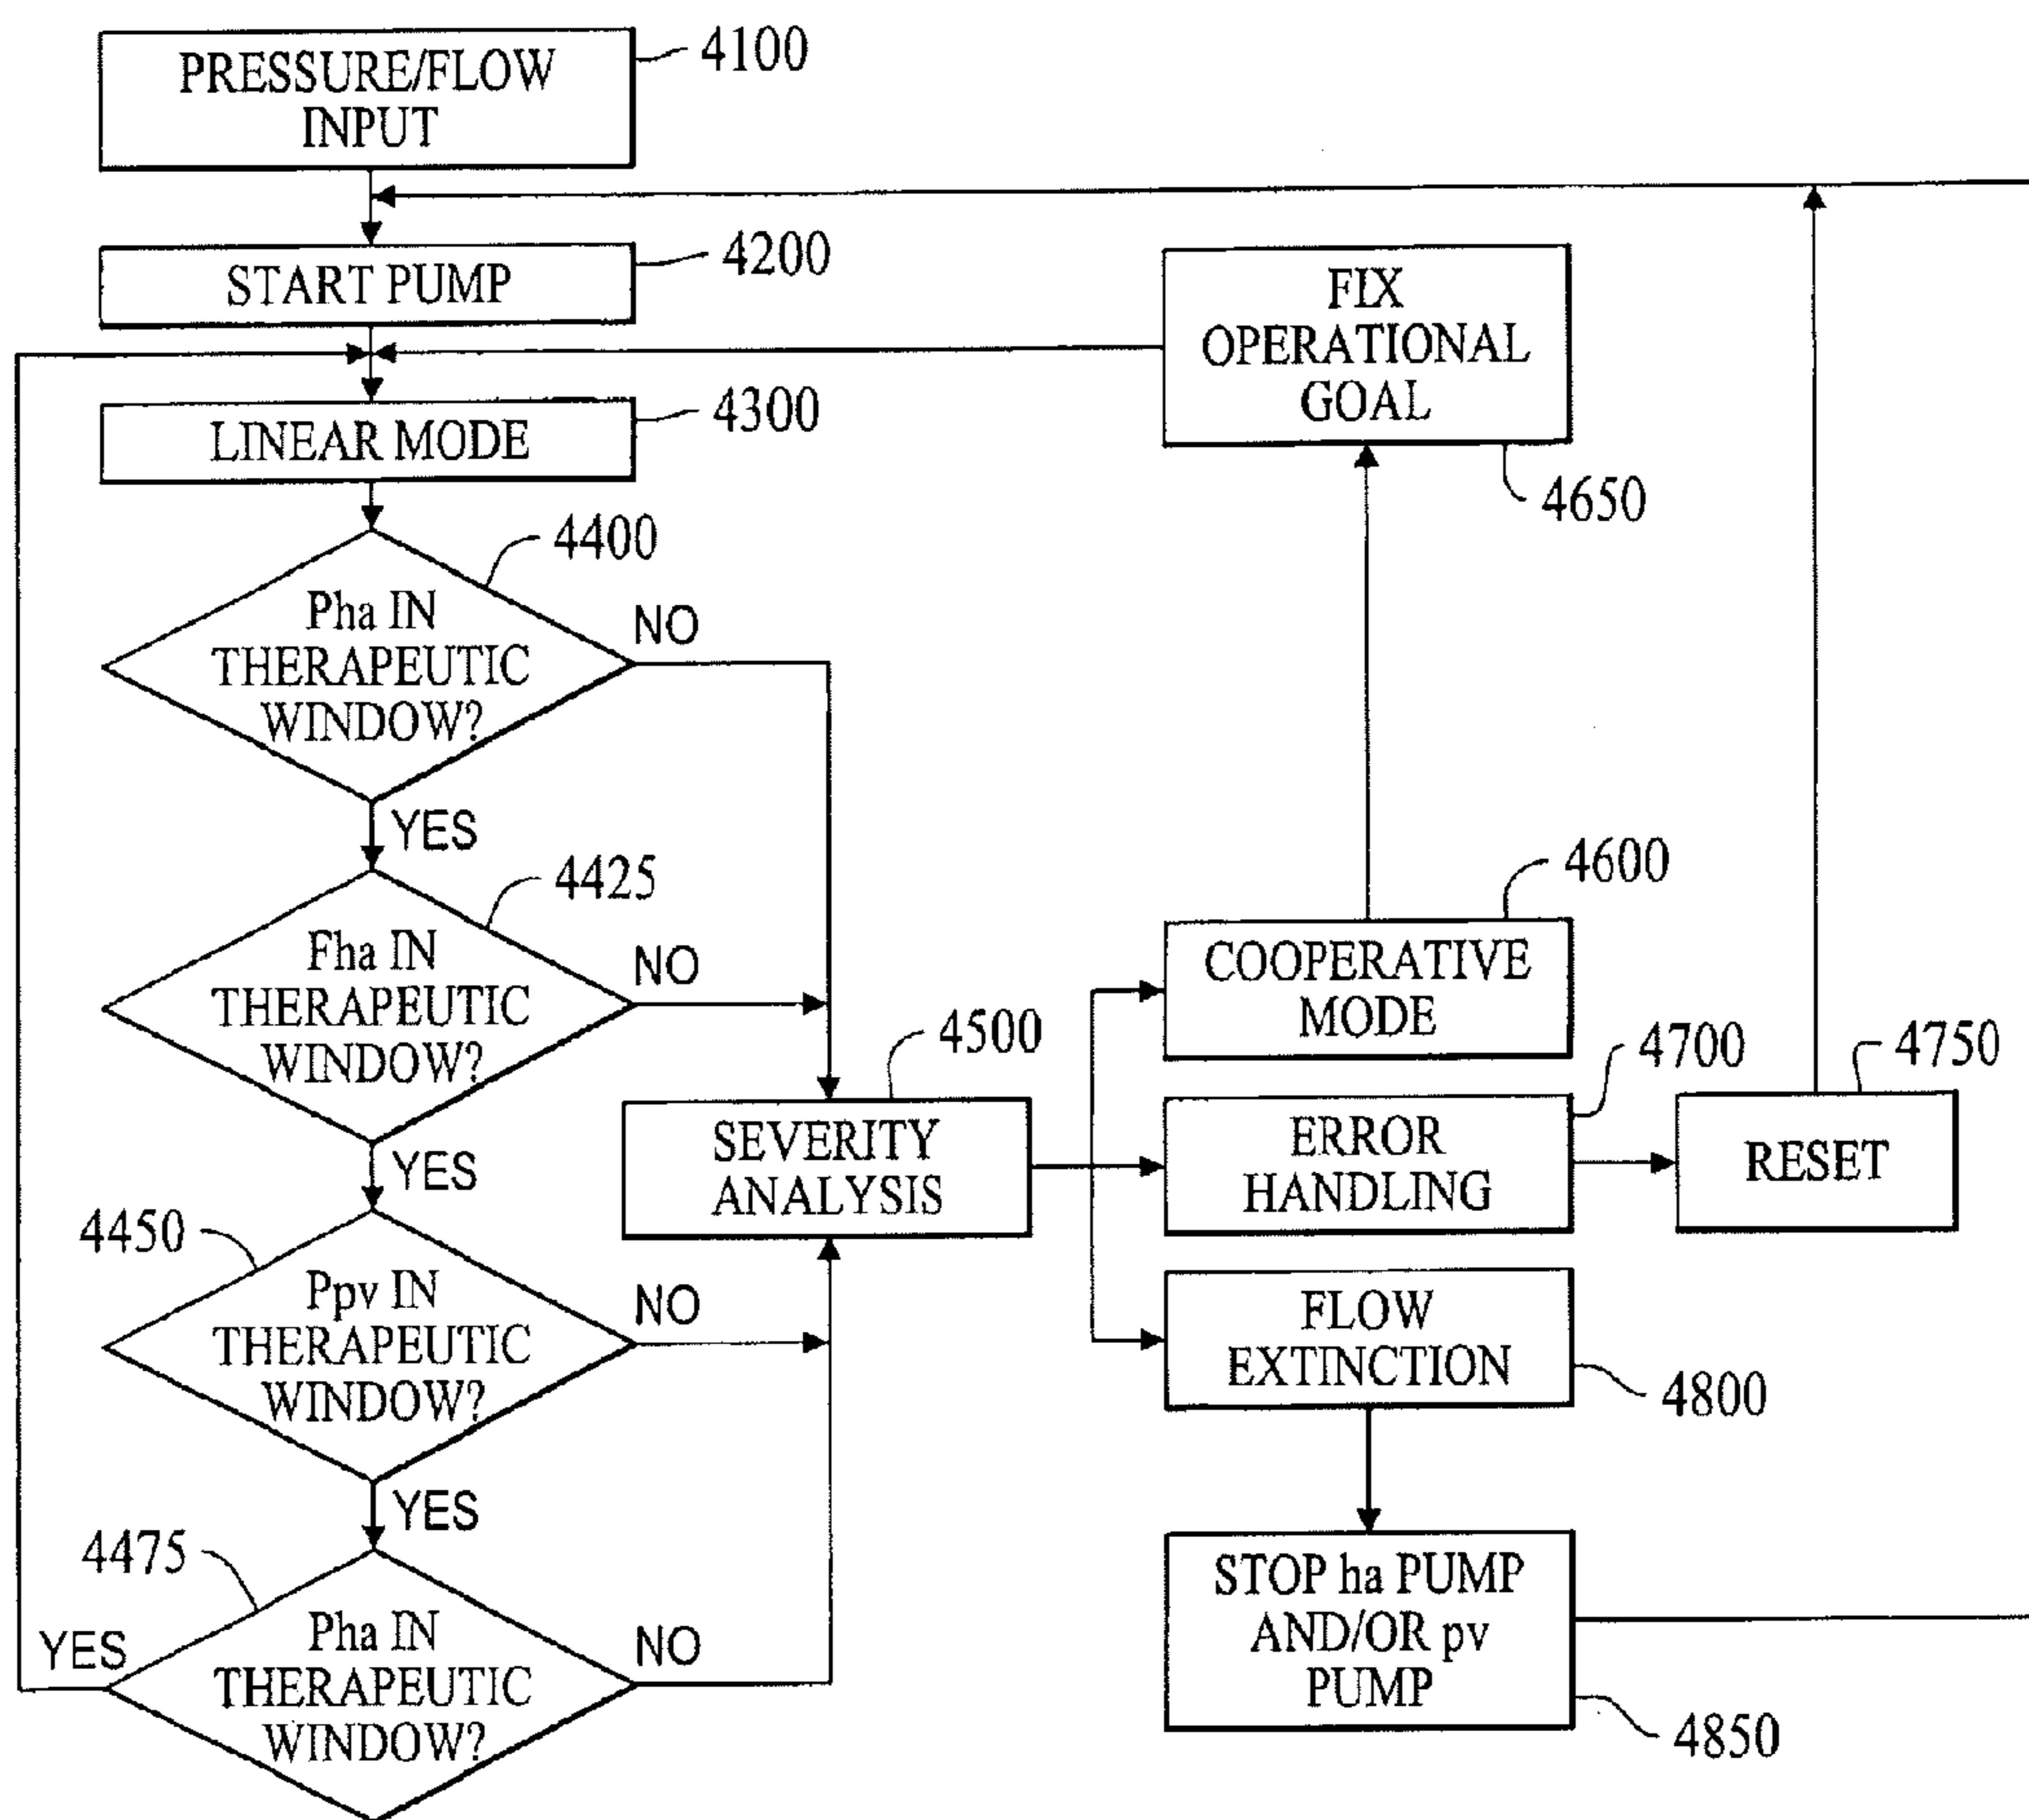 PRESSURE/FLOW
INPUT
4100
START PUMP
4200
LINEAR MODE
4300
Pha IN
THERAPEUTIC
WINDOW?
4400
NO
YES
Fha IN
THERAPEUTIC
WINDOW?
4425
NO
YES
Ppv IN
THERAPEUTIC
WINDOW?
4450
NO
YES
Pha IN
THERAPEUTIC
WINDOW?
4475
YES
NO
SEVERITY
ANALYSIS
4500
FIX
OPERATIONAL
GOAL
4650
COOPERATIVE
MODE
4600
ERROR
HANDLING
4700
RESET
4750
FLOW
EXTINCTION
4800
STOP ha PUMP
AND/OR pv
PUMP
4850